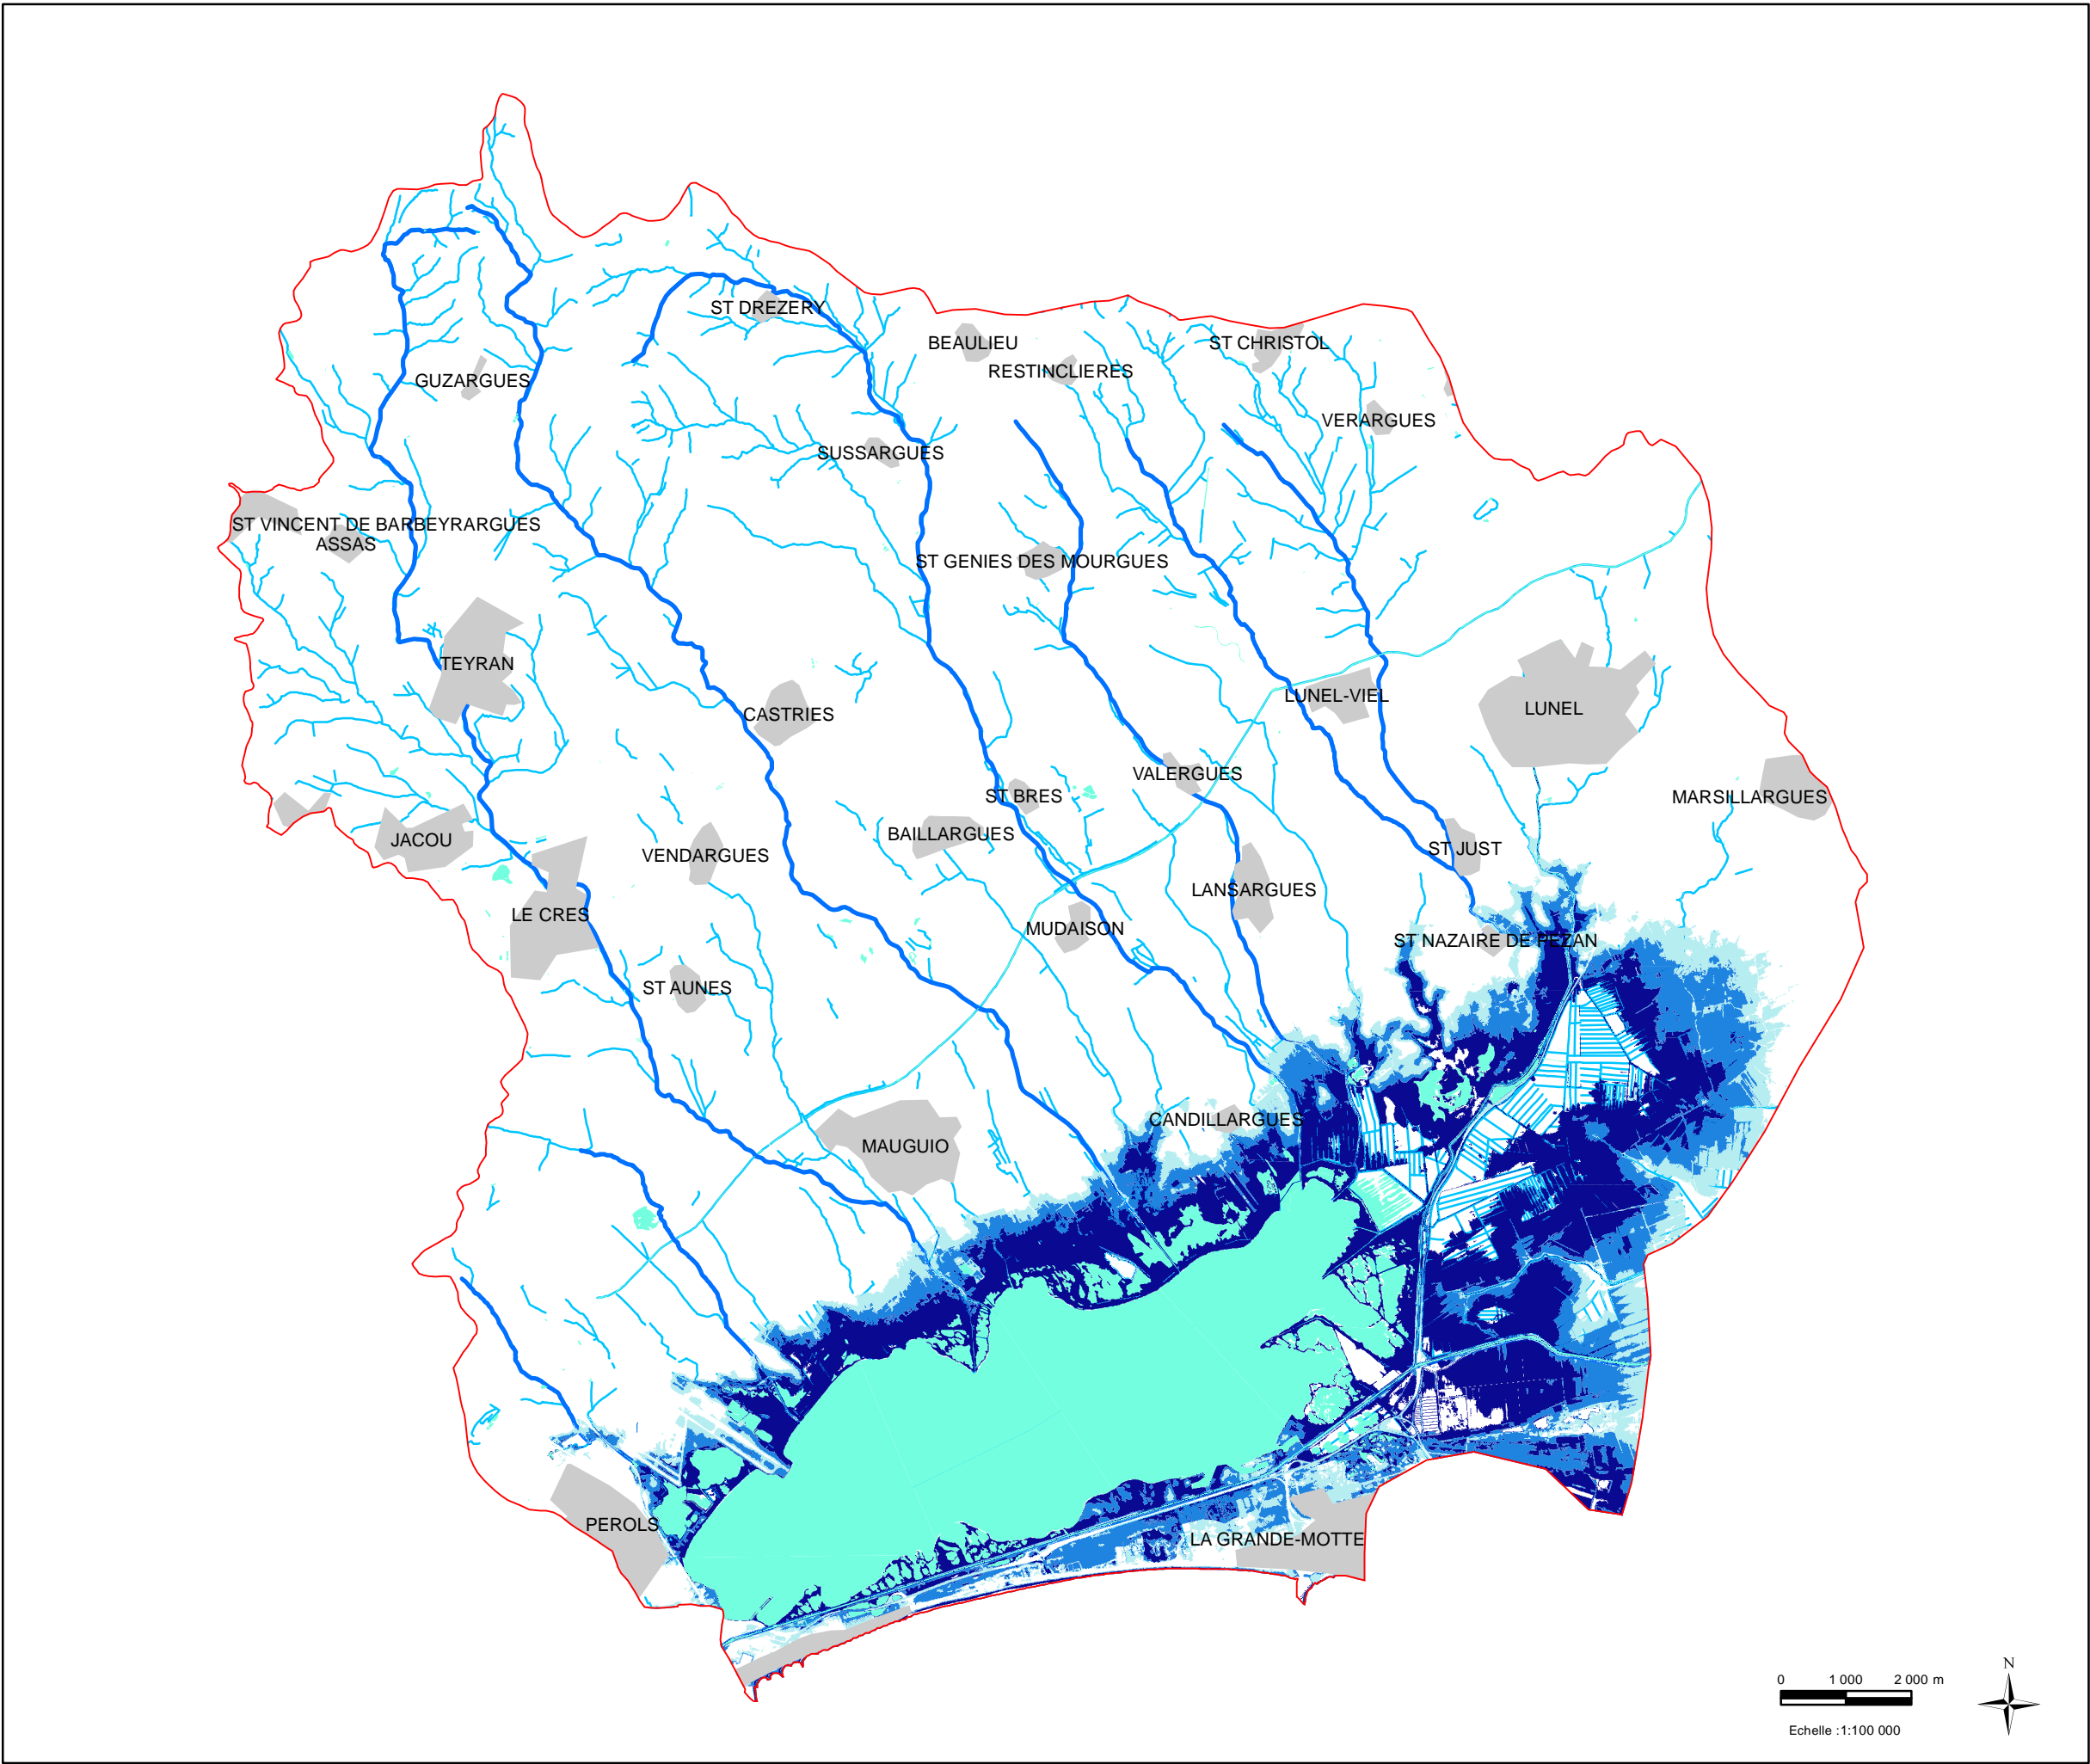 ST DREZERY
BEAULIEU
ST CHRISTOL
RESTINCLIERES
GUZARGUES
VERARGUES
SUSSARGUES
ST VINCENT DE BARBEYRARGUES
ASSAS
ST GENIES DES MOURGUES
TEYRAN
LUNEL-VIEL
LUNEL
CASTRIES
VALERGUES
ST BRES
MARSILLARGUES
BAILLARGUES
JACOU
VENDARGUES
ST JUST
LANSARGUES
LE CRES
MUDAISON
ST NAZAIRE DE PEZAN
ST AUNES
CANDILLARGUES
MAUGUIO
PEROLS
LA GRANDE-MOTTE
N
0 1 000 2 000 m
Echelle :1:100 000